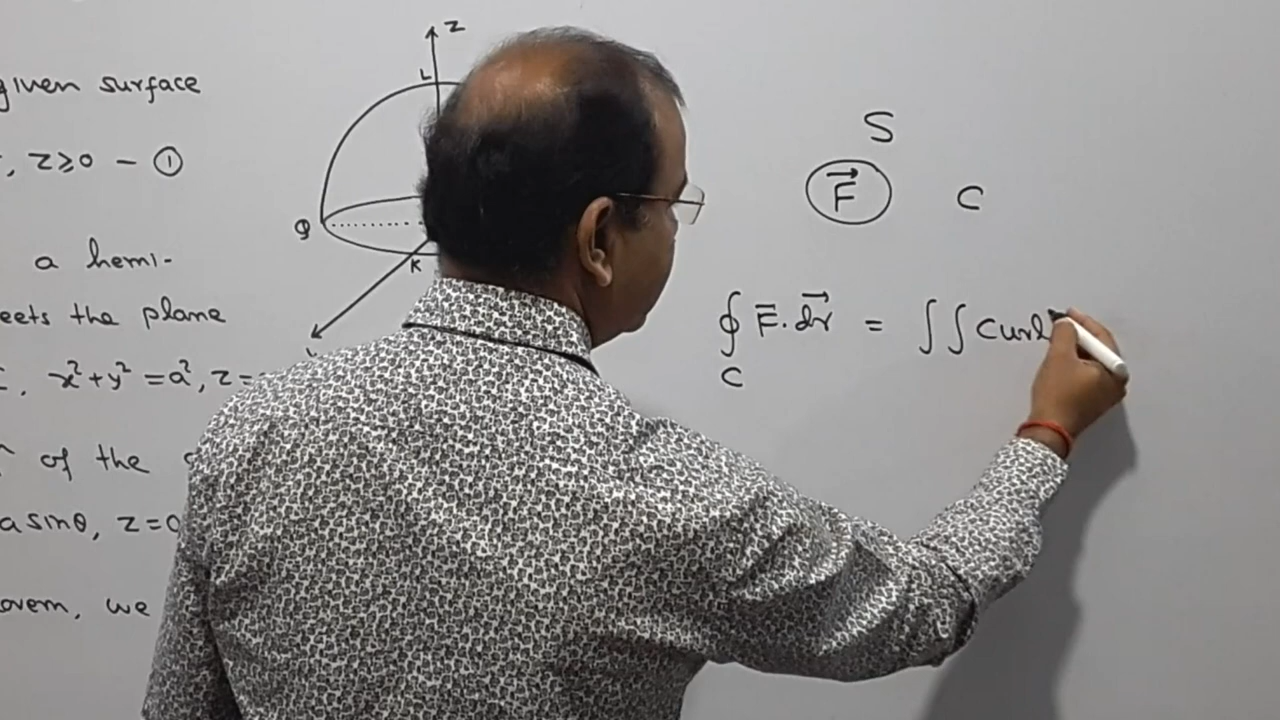 given surface
, z≥0 - ①
a hemi-
eets the plane
, x²+y²=a², z=
of the
a sinθ, z=0
orem, we
Z
L
Q
K
S
F⃗
C
∮ F⃗.dr⃗ = ∫∫ Curl
C